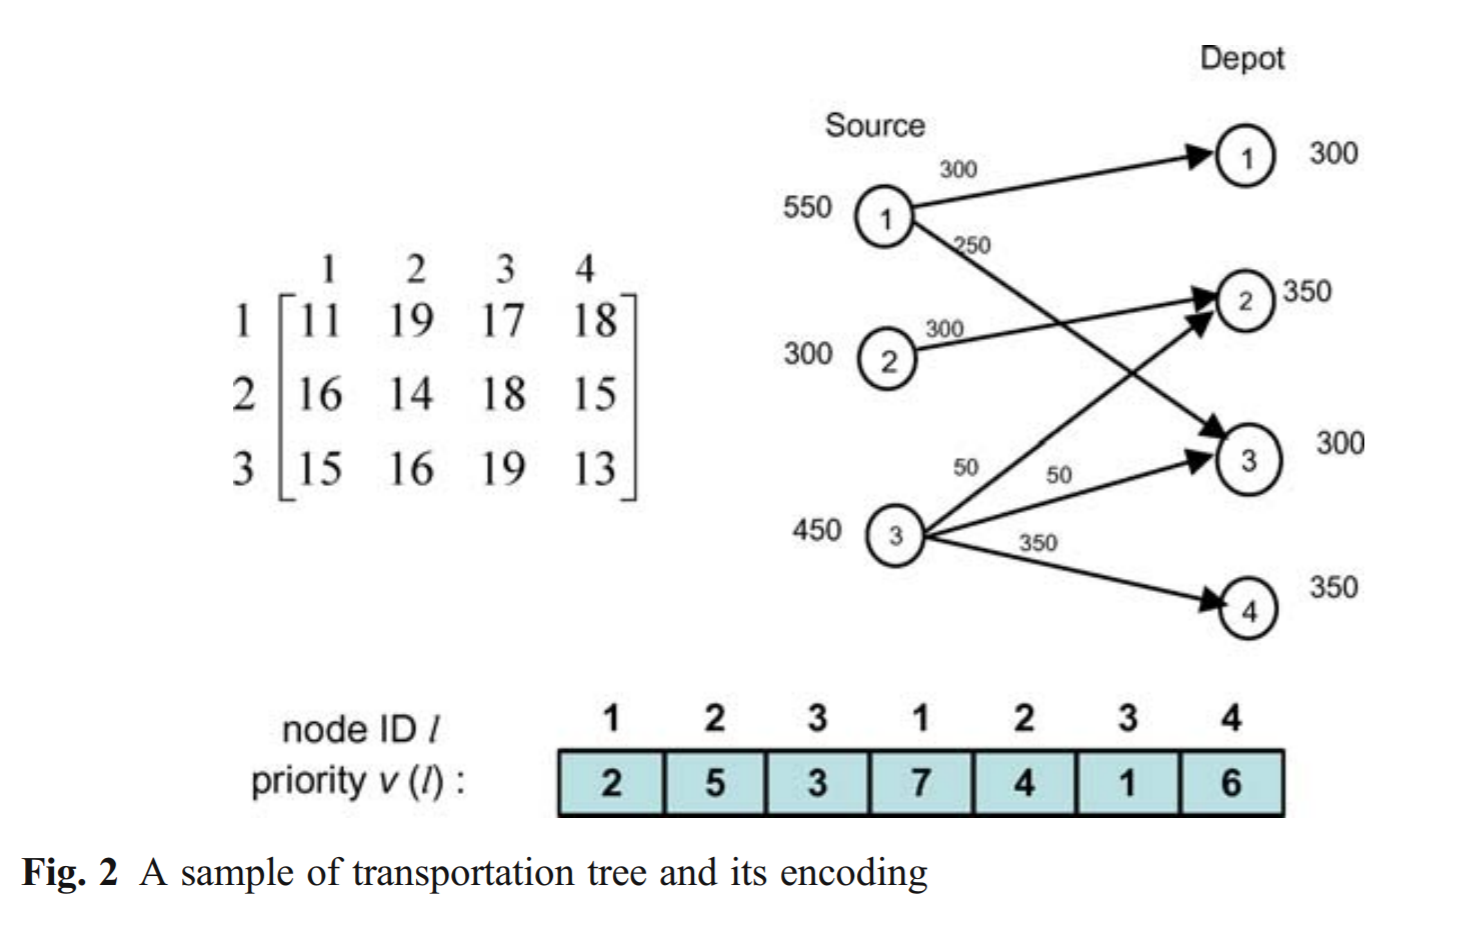 Depot
Source
1
300
300
1
550
250
1 2 3 4
2
350
1 11 19 17 18
300
300
2
2 16 14 18 15
3
300
3 15 16 19 13
50
50
450
3
350
4
350
node ID l 1 2 3 1 2 3 4
priority v (l) : 2 5 3 7 4 1 6
Fig. 2 A sample of transportation tree and its encoding